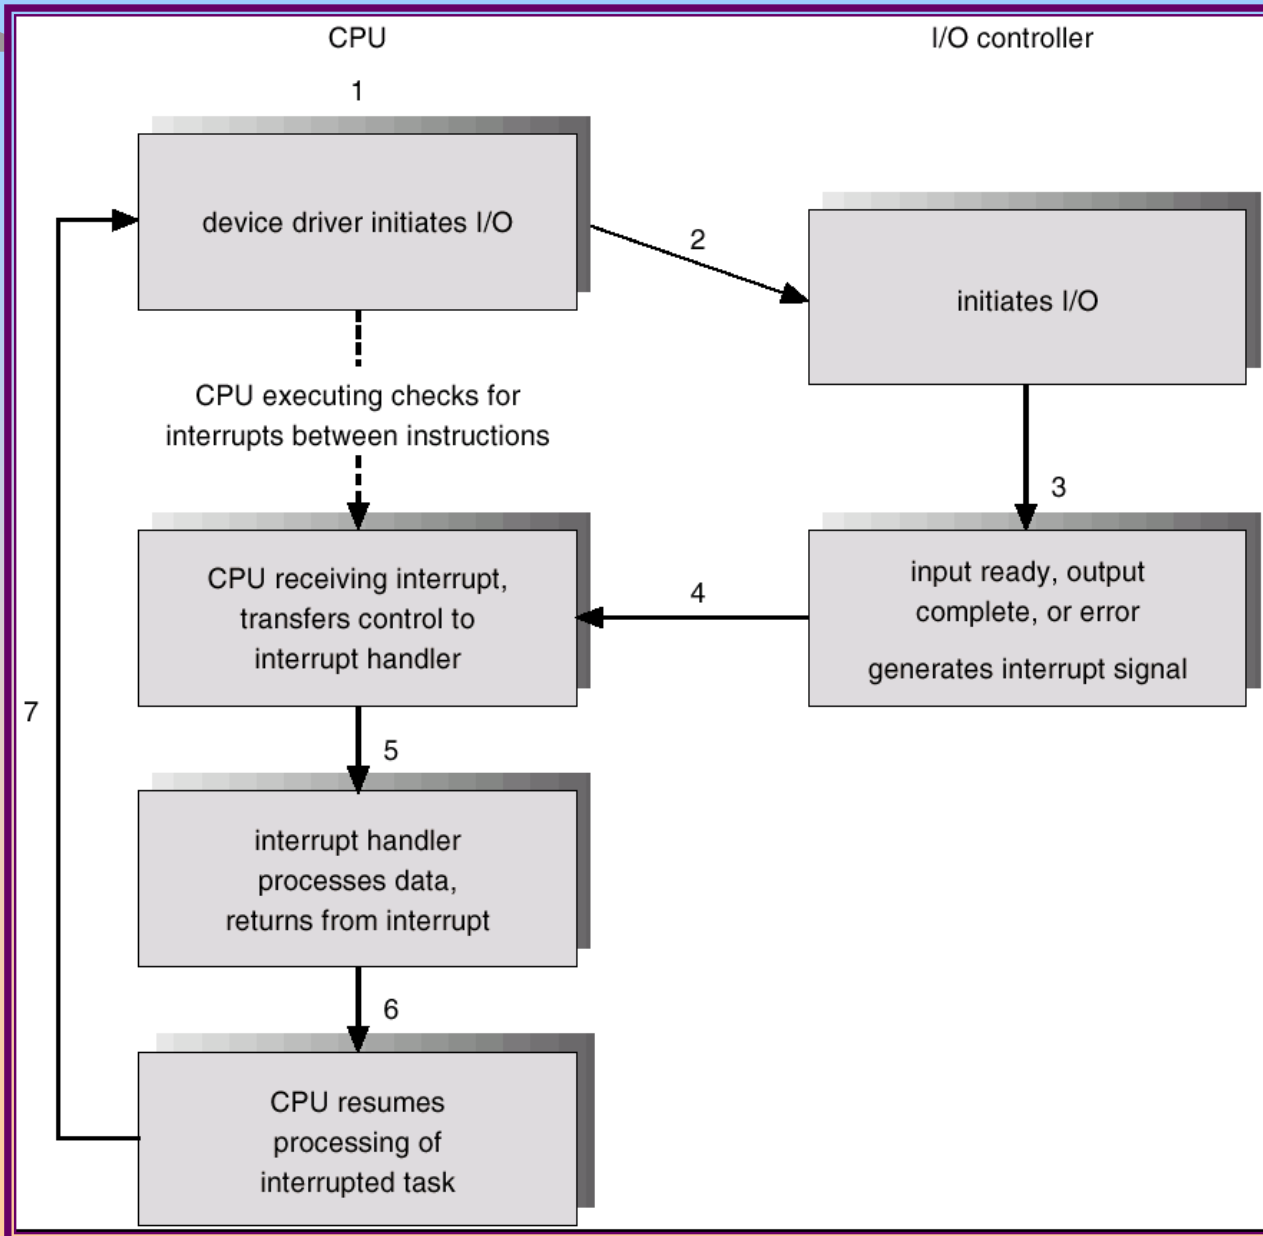 CPU
I/O controller
1
device driver initiates I/O
2
initiates I/O
CPU executing checks for
interrupts between instructions
3
CPU receiving interrupt,
transfers control to
interrupt handler
4
input ready, output
complete, or error
generates interrupt signal
7
5
interrupt handler
processes data,
returns from interrupt
6
CPU resumes
processing of
interrupted task